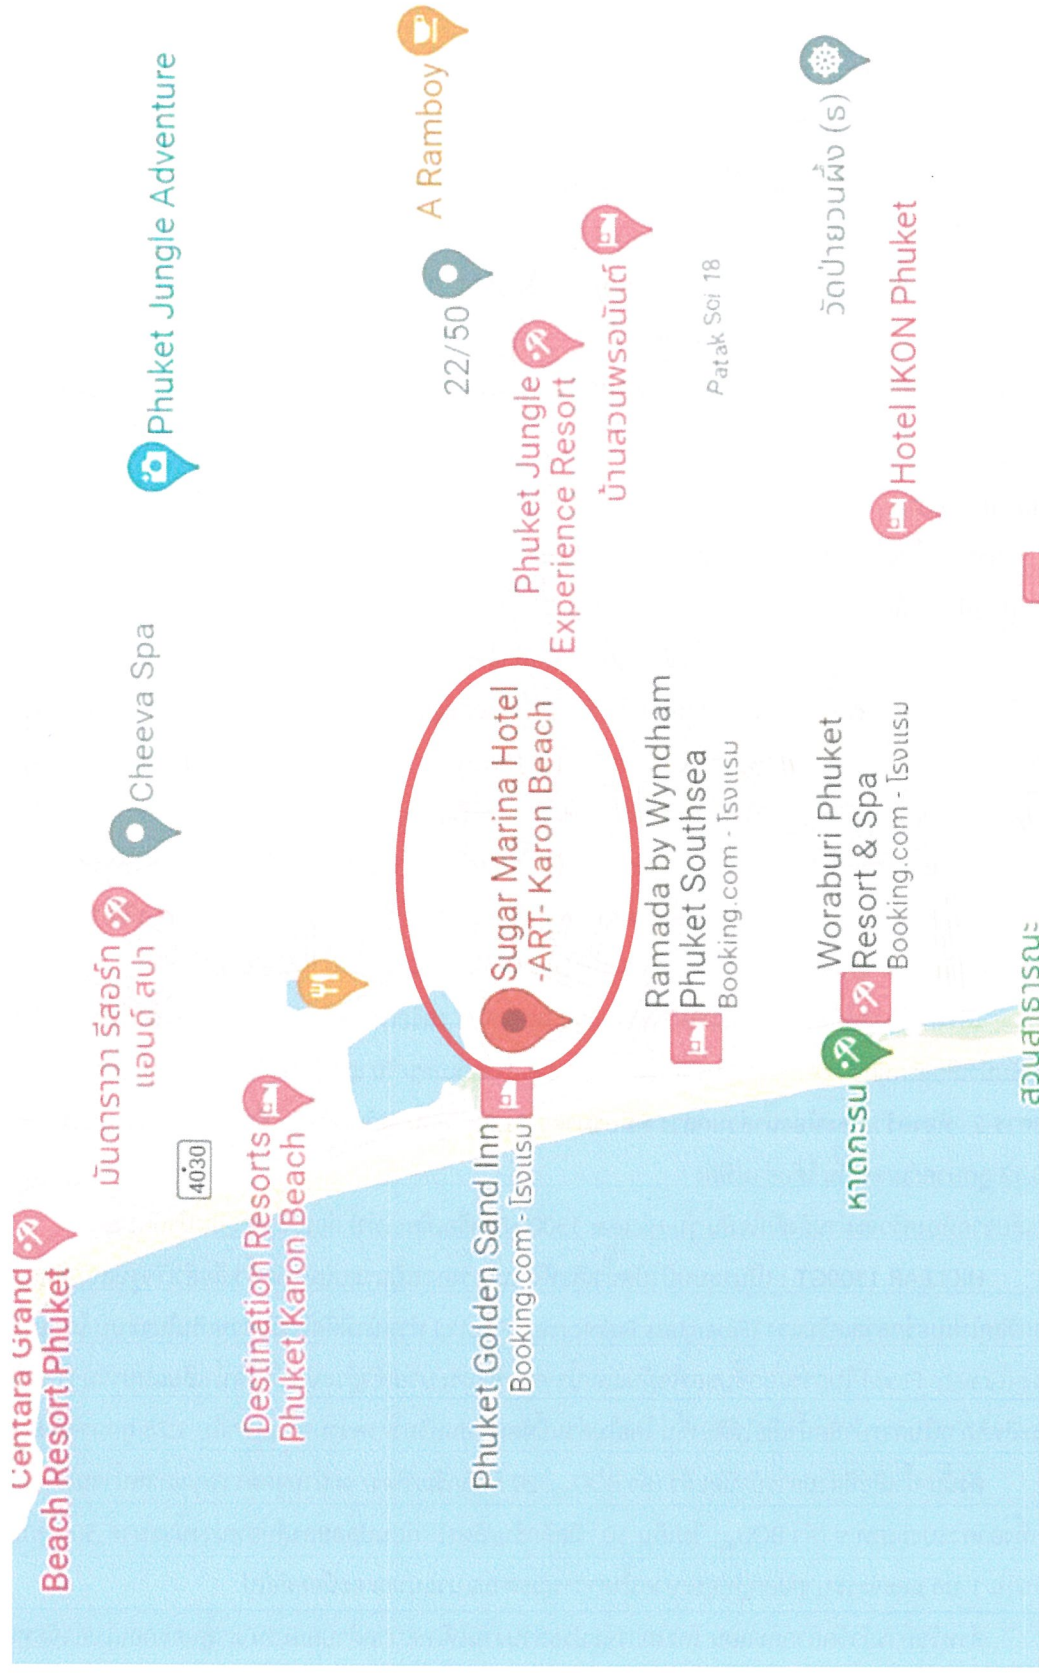 Centara Grand
Beach Resort Phuket
มันดาราวา รีสอร์ท
แอนด์ สปา
Cheeva Spa
Phuket Jungle Adventure
4030
Destination Resorts
Phuket Karon Beach
A Ramboy
22/50
Phuket Golden Sand Inn
Booking.com - โรงแรม
Sugar Marina Hotel
-ART- Karon Beach
Phuket Jungle
Experience Resort
บ้านสวนพรอนันต์
Ramada by Wyndham
Phuket Southsea
Booking.com - โรงแรม
Patak Soi 18
หาดกะรน
Woraburi Phuket
Resort & Spa
Booking.com - โรงแรม
วัดป่ายวนผึ้ง (ร)
Hotel IKON Phuket
สวนสาธารณะ